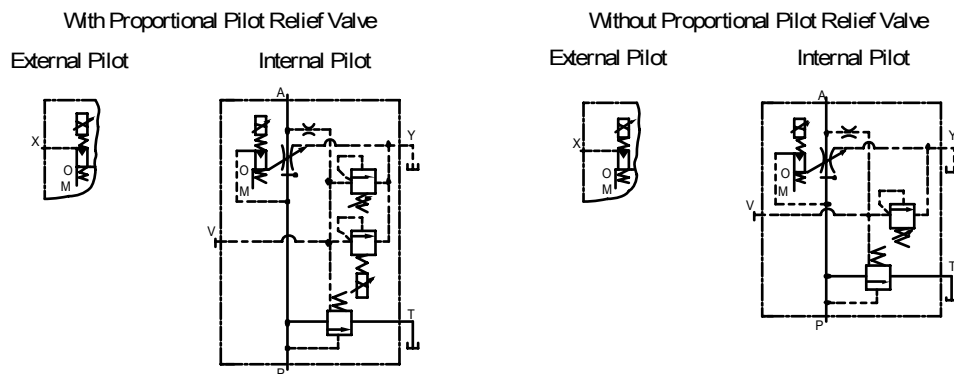 With Proportional Pilot Relief Valve
Without Proportional Pilot Relief Valve
External Pilot
Internal Pilot
External Pilot
Internal Pilot
A
Y
X
O
M
O
M
V
T
P
A
Y
X
O
M
O
M
V
T
P